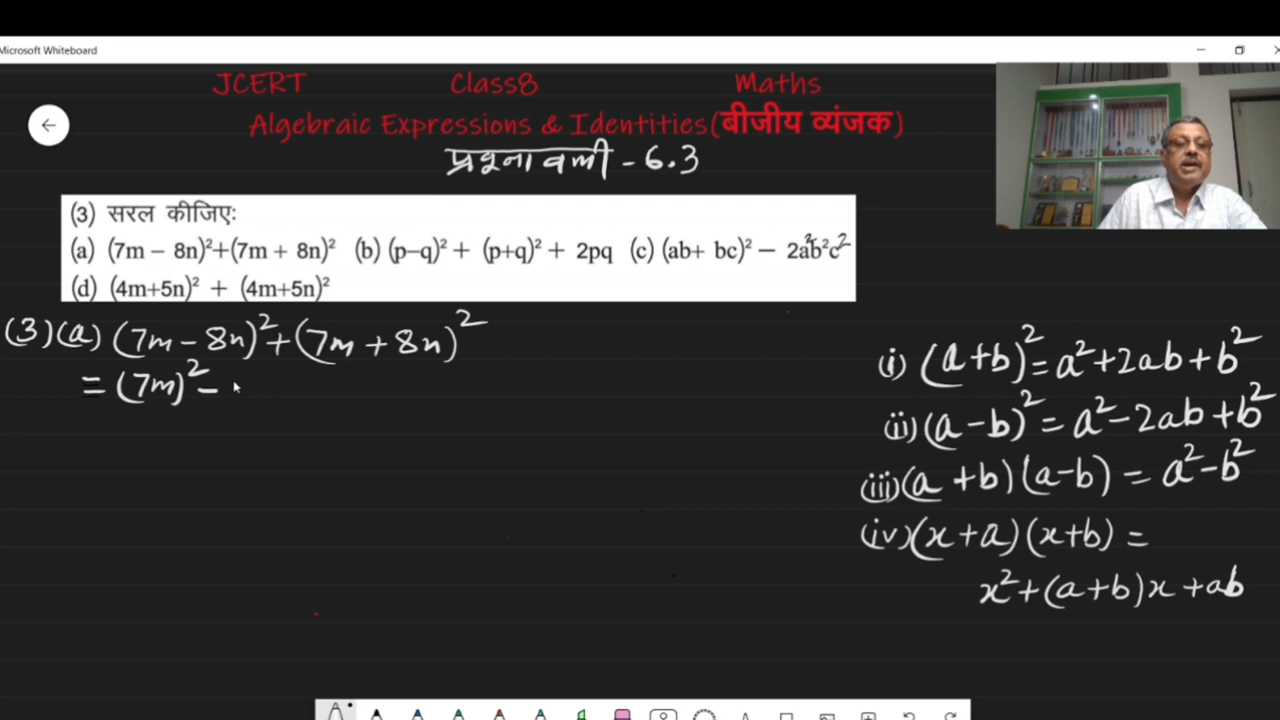 Microsoft Whiteboard
JCERT Class8 Maths
Algebraic Expressions & Identities(बीजीय व्यंजक)
प्रश्नावली - 6.3
(3) सरल कीजिएः
(a) (7m – 8n)²+(7m + 8n)² (b) (p–q)² + (p+q)² + 2pq (c) (ab+ bc)² – 2a²b²c²
(d) (4m+5n)² + (4m+5n)²
(3)(a) (7m - 8n)²+(7m + 8n)²
= (7m)² -
(i) (a+b)² = a²+2ab+b²
(ii)(a-b)² = a²-2ab+b²
(iii)(a+b)(a-b) = a²-b²
(iv)(x+a)(x+b) =
x²+(a+b)x+ab